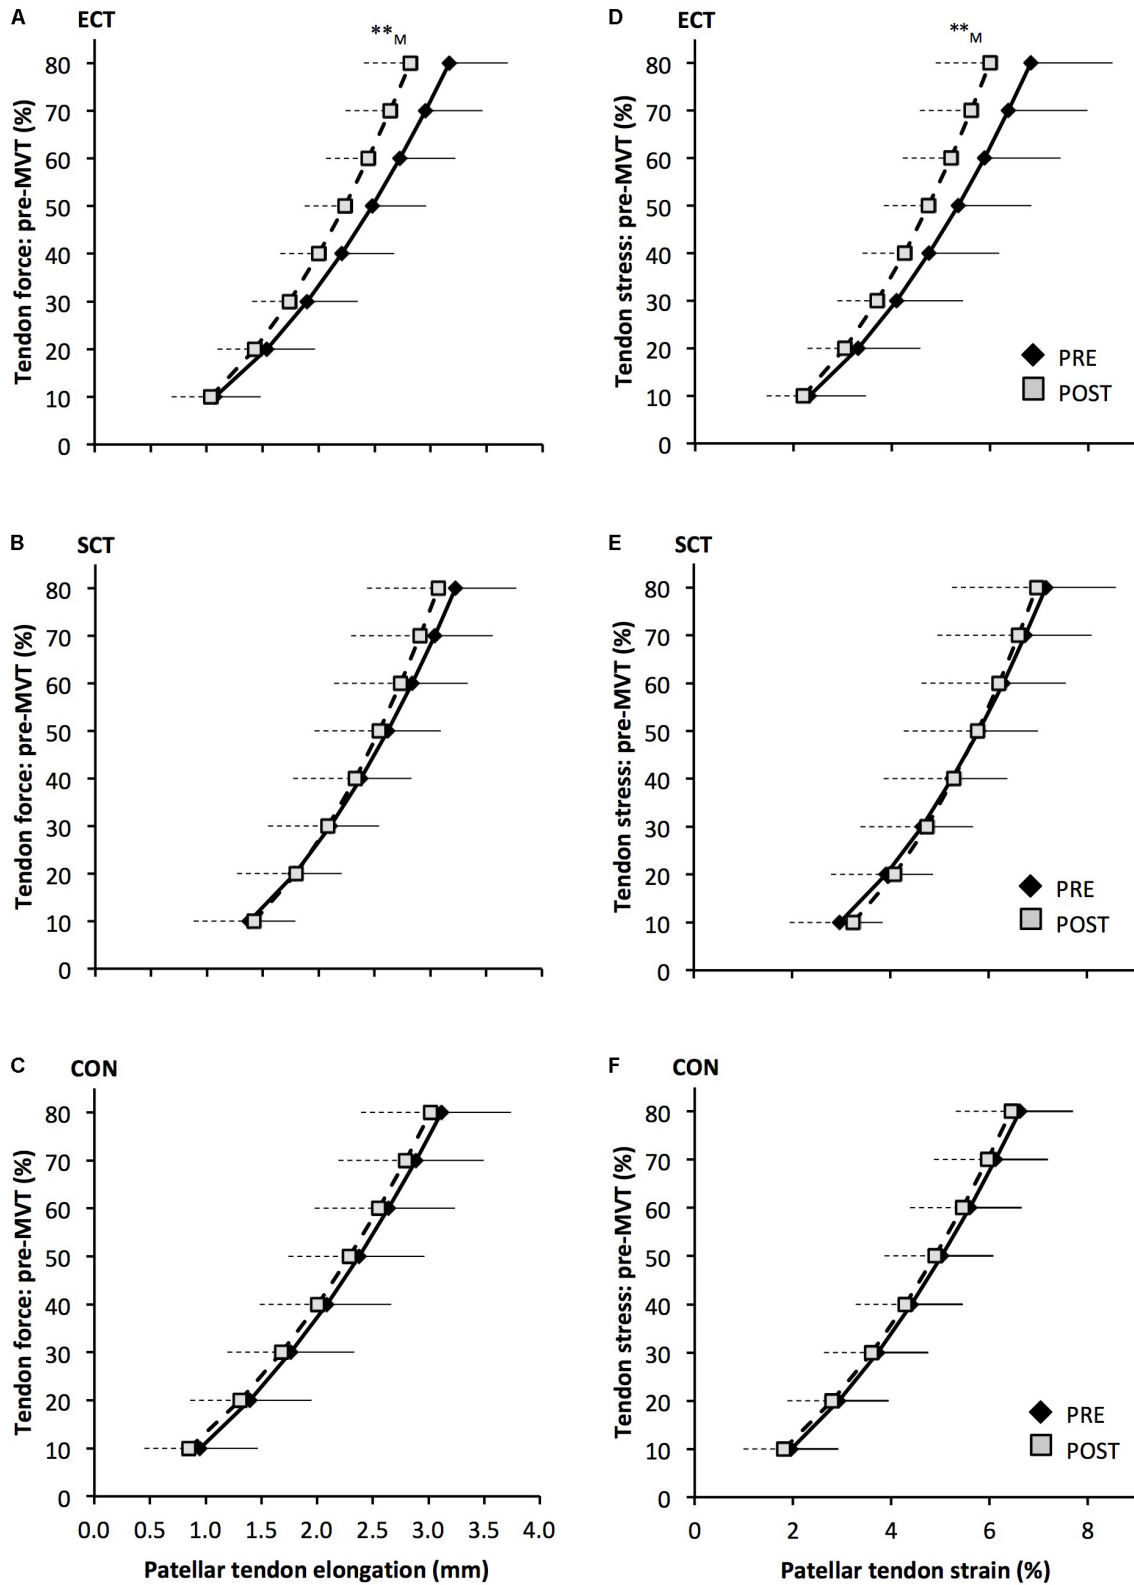 A ECT
**M
Tendon force: pre-MVT (%)
80
70
60
50
40
30
20
10
0
D ECT
**M
Tendon stress: pre-MVT (%)
80
70
60
50
40
30
20
10
0
PRE
POST
B SCT
Tendon force: pre-MVT (%)
80
70
60
50
40
30
20
10
0
E SCT
Tendon stress: pre-MVT (%)
80
70
60
50
40
30
20
10
0
PRE
POST
C CON
Tendon force: pre-MVT (%)
80
70
60
50
40
30
20
10
0
0.0 0.5 1.0 1.5 2.0 2.5 3.0 3.5 4.0
Patellar tendon elongation (mm)
F CON
Tendon stress: pre-MVT (%)
80
70
60
50
40
30
20
10
0
PRE
POST
0 2 4 6 8
Patellar tendon strain (%)